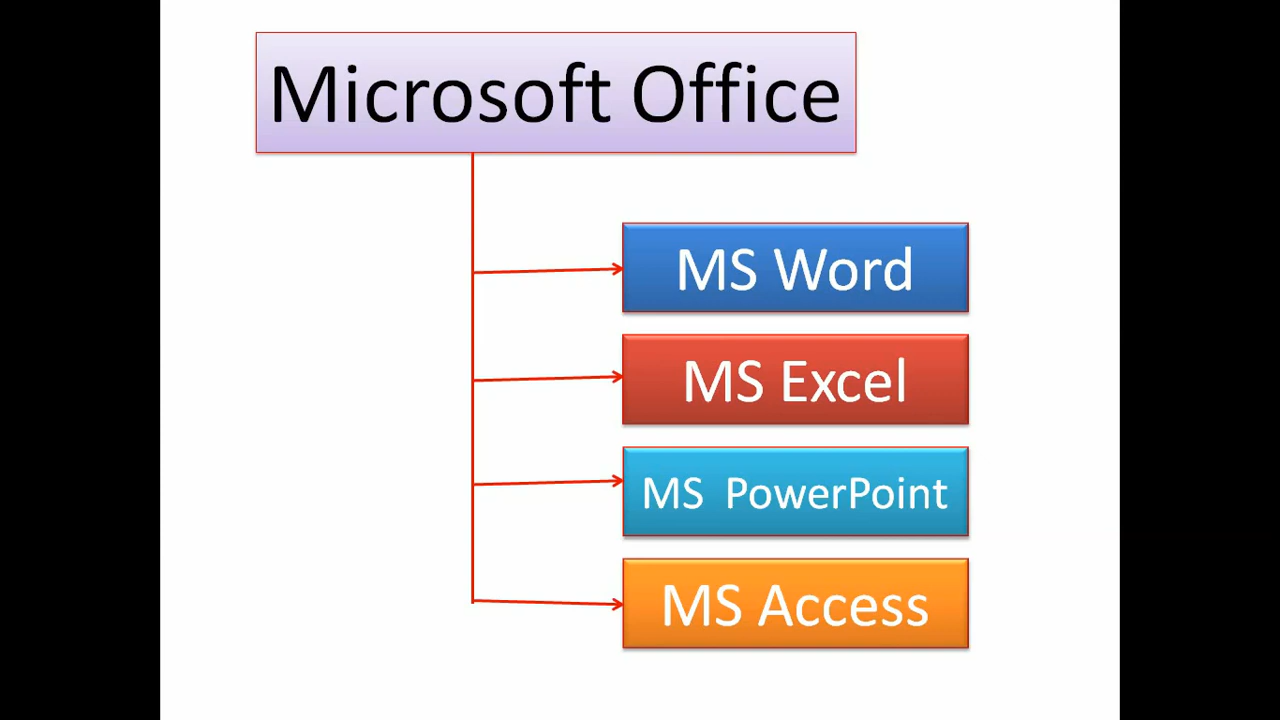 Microsoft Office
MS Word
MS Excel
MS PowerPoint
MS Access